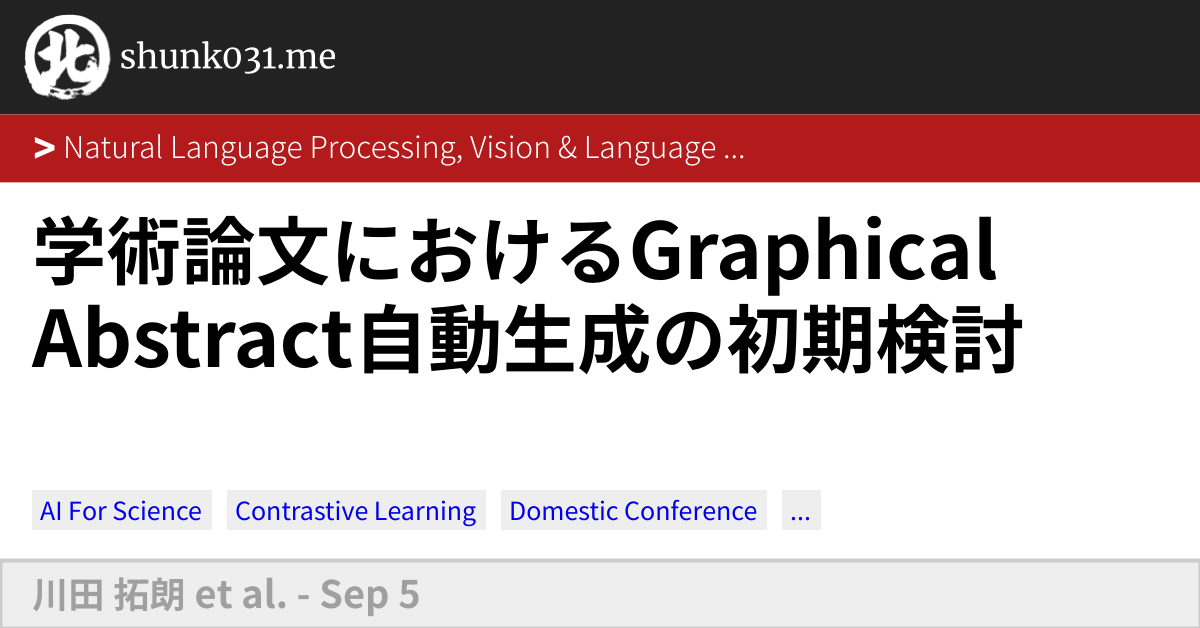 北 shunk031.me
> Natural Language Processing, Vision & Language ...
学術論文におけるGraphical
Abstract自動生成の初期検討
AI For Science Contrastive Learning Domestic Conference ...
川田 拓朗 et al. - Sep 5